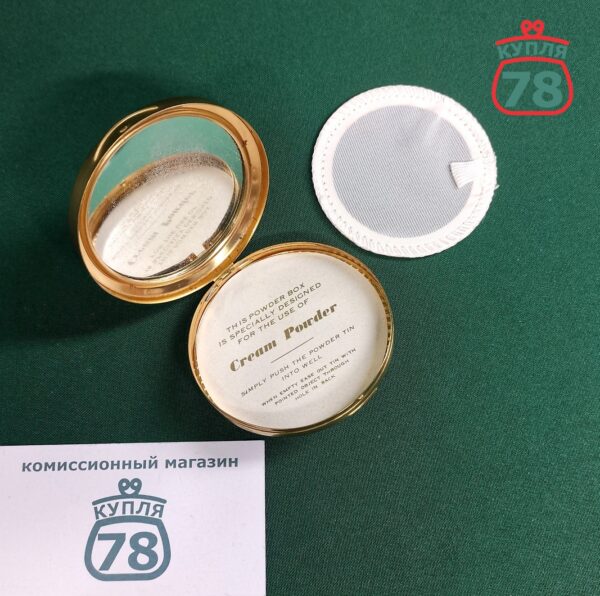 КУПЛЯ
78
THIS POWDER BOX
IS SPECIALLY DESIGNED
FOR THE USE OF
Cream Powder
SIMPLY PUSH THE POWDER TIN
INTO WELL
WHEN EMPTY EASE OUT TIN WITH
POINTED OBJECT THROUGH
HOLE IN BACK
комиссионный магазин
КУПЛЯ
78